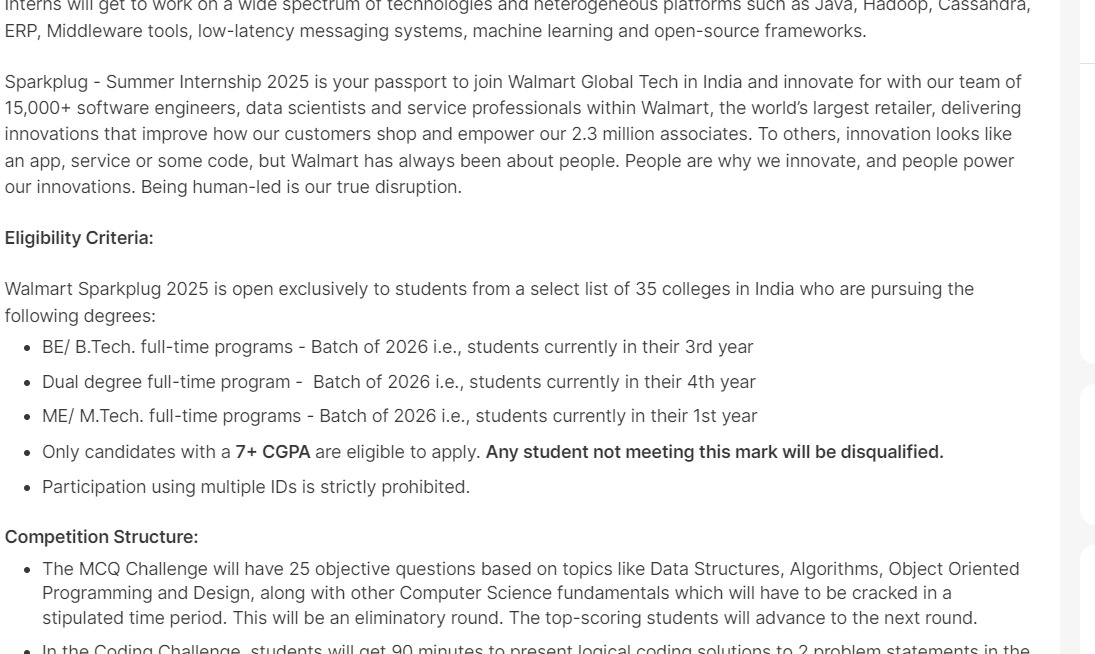 Interns will get to work on a wide spectrum of technologies and heterogeneous platforms such as Java, Hadoop, Cassandra,
ERP, Middleware tools, low-latency messaging systems, machine learning and open-source frameworks.
Sparkplug - Summer Internship 2025 is your passport to join Walmart Global Tech in India and innovate for with our team of
15,000+ software engineers, data scientists and service professionals within Walmart, the world’s largest retailer, delivering
innovations that improve how our customers shop and empower our 2.3 million associates. To others, innovation looks like
an app, service or some code, but Walmart has always been about people. People are why we innovate, and people power
our innovations. Being human-led is our true disruption.
Eligibility Criteria:
Walmart Sparkplug 2025 is open exclusively to students from a select list of 35 colleges in India who are pursuing the
following degrees:
• BE/ B.Tech. full-time programs - Batch of 2026 i.e., students currently in their 3rd year
• Dual degree full-time program -  Batch of 2026 i.e., students currently in their 4th year
• ME/ M.Tech. full-time programs - Batch of 2026 i.e., students currently in their 1st year
• Only candidates with a 7+ CGPA are eligible to apply. Any student not meeting this mark will be disqualified.
• Participation using multiple IDs is strictly prohibited.
Competition Structure:
• The MCQ Challenge will have 25 objective questions based on topics like Data Structures, Algorithms, Object Oriented
Programming and Design, along with other Computer Science fundamentals which will have to be cracked in a
stipulated time period. This will be an eliminatory round. The top-scoring students will advance to the next round.
• In the Coding Challenge, students will get 90 minutes to present logical coding solutions to 2 problem statements in the